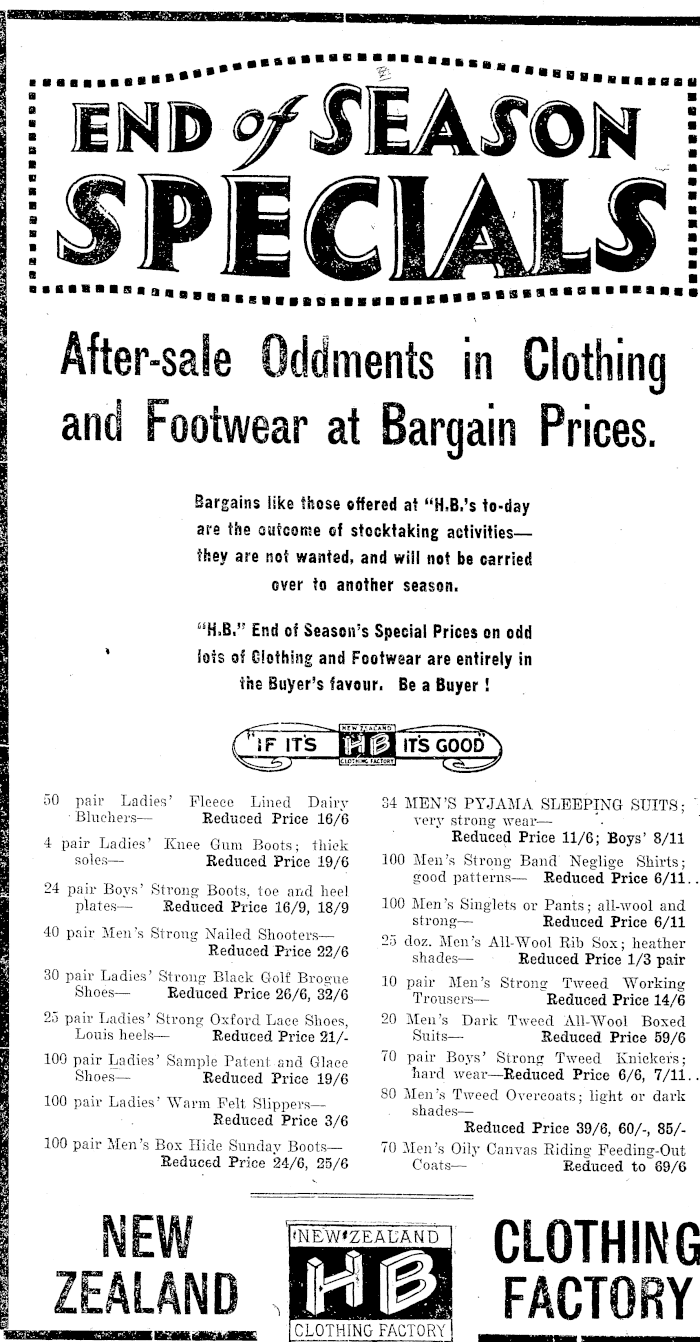 END of SEASON
SPECIALS
After-sale Oddments in Clothing
and Footwear at Bargain Prices.
Bargains like those offered at "H.B.'s to-day
are the outcome of stocktaking activities—
they are not wanted, and will not be carried
over to another season.
"H.B." End of Season's Special Prices on odd
lots of Clothing and Footwear are entirely in
the Buyer's favour. Be a Buyer !
NEW ZEALAND
"IF IT'S HB IT'S GOOD"
CLOTHING FACTORY
50 pair Ladies' Fleece Lined Dairy
Bluchers— Reduced Price 16/6
4 pair Ladies' Knee Gum Boots; thick
soles— Reduced Price 19/6
24 pair Boys' Strong Boots, toe and heel
plates— Reduced Price 16/9, 18/9
40 pair Men's Strong Nailed Shooters—
Reduced Price 22/6
30 pair Ladies' Strong Black Golf Brogue
Shoes— Reduced Price 26/6, 32/6
25 pair Ladies' Strong Oxford Lace Shoes,
Louis heels— Reduced Price 21/-
100 pair Ladies' Sample Patent and Glace
Shoes— Reduced Price 19/6
100 pair Ladies' Warm Felt Slippers—
Reduced Price 3/6
100 pair Men's Box Hide Sunday Boots—
Reduced Price 24/6, 25/6
34 MEN'S PYJAMA SLEEPING SUITS;
very strong wear—
Reduced Price 11/6; Boys' 8/11
100 Men's Strong Band Neglige Shirts;
good patterns— Reduced Price 6/11
100 Men's Singlets or Pants; all-wool and
strong— Reduced Price 6/11
25 doz. Men's All-Wool Rib Sox; heather
shades— Reduced Price 1/3 pair
10 pair Men's Strong Tweed Working
Trousers— Reduced Price 14/6
20 Men's Dark Tweed All-Wool Boxed
Suits— Reduced Price 59/6
70 pair Boys' Strong Tweed Knickers;
hard wear—Reduced Price 6/6, 7/11
80 Men's Tweed Overcoats; light or dark
shades—
Reduced Price 39/6, 60/-, 85/-
70 Men's Oily Canvas Riding Feeding-Out
Coats— Reduced to 69/6
NEW
ZEALAND
NEW ZEALAND
HB
CLOTHING FACTORY
CLOTHING
FACTORY